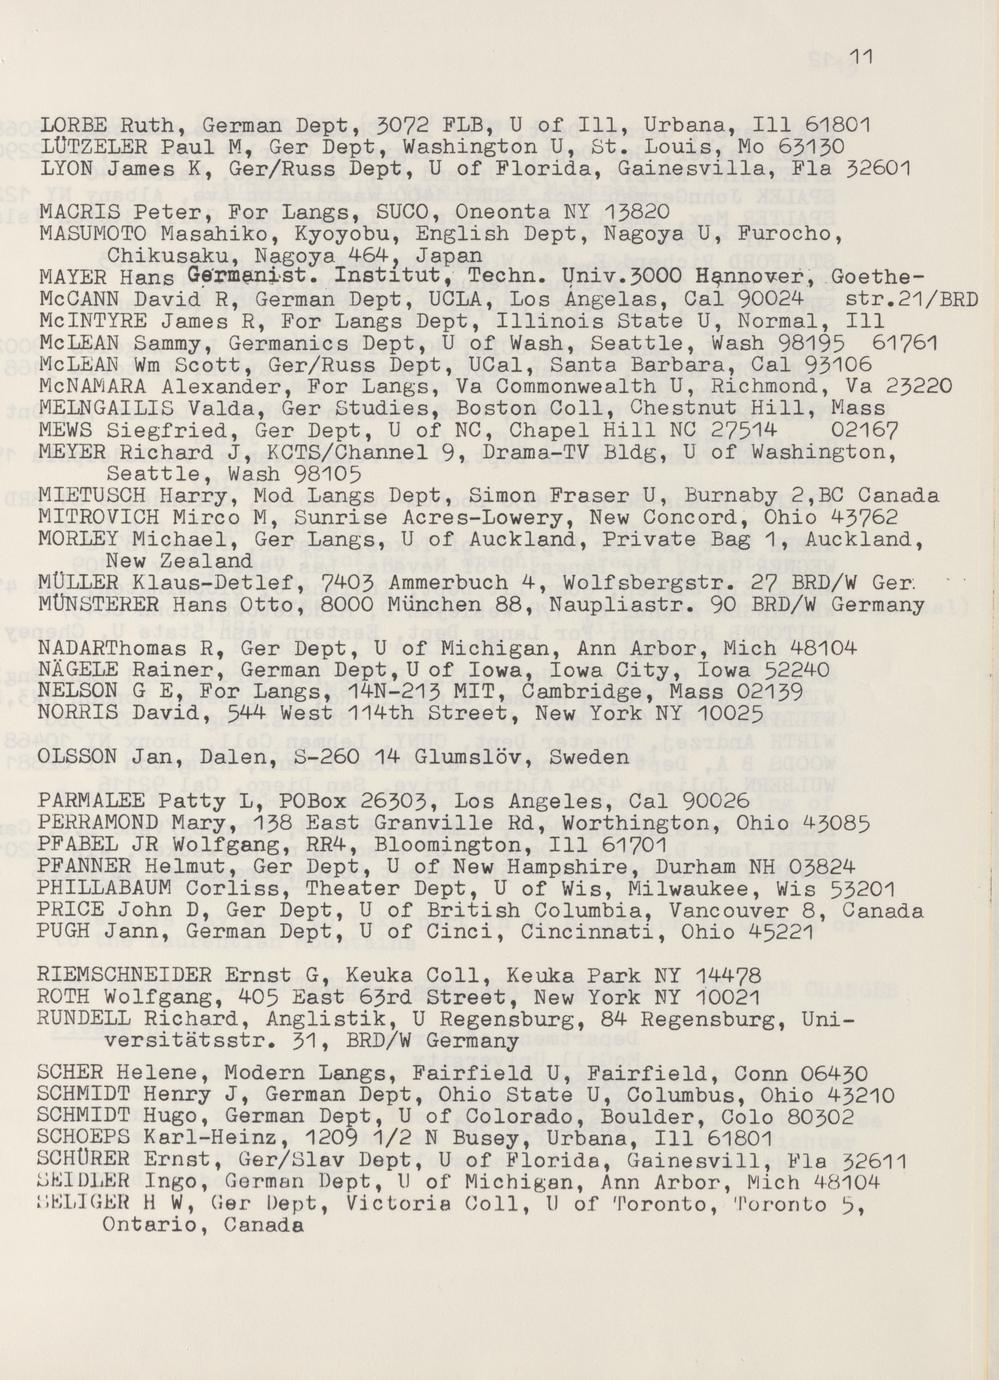 11
LORBE Ruth, German Dept, 3072 FLB, U of Ill, Urbana, Ill 61801
LÜTZELER Paul M, Ger Dept, Washington U, St. Louis, Mo 63130
LYON James K, Ger/Russ Dept, U of Florida, Gainesvilla, Fla 32601
MACRIS Peter, For Langs, SUCO, Oneonta NY 13820
MASUMOTO Masahiko, Kyoyobu, English Dept, Nagoya U, Furocho,
Chikusaku, Nagoya 464, Japan
MAYER Hans Germanist. Institut, Techn. Univ.3000 Hannover, Goethe-
McCANN David R, German Dept, UCLA, Los Angelas, Cal 90024 str.21/BRD
McINTYRE James R, For Langs Dept, Illinois State U, Normal, Ill
McLEAN Sammy, Germanics Dept, U of Wash, Seattle, Wash 98195 61761
McLEAN Wm Scott, Ger/Russ Dept, UCal, Santa Barbara, Cal 93106
McNAMARA Alexander, For Langs, Va Commonwealth U, Richmond, Va 23220
MELNGAILIS Valda, Ger Studies, Boston Coll, Chestnut Hill, Mass
MEWS Siegfried, Ger Dept, U of NC, Chapel Hill NC 27514 02167
MEYER Richard J, KCTS/Channel 9, Drama-TV Bldg, U of Washington,
Seattle, Wash 98105
MIETUSCH Harry, Mod Langs Dept, Simon Fraser U, Burnaby 2,BC Canada
MITROVICH Mirco M, Sunrise Acres-Lowery, New Concord, Ohio 43762
MORLEY Michael, Ger Langs, U of Auckland, Private Bag 1, Auckland,
New Zealand
MÜLLER Klaus-Detlef, 7403 Ammerbuch 4, Wolfsbergstr. 27 BRD/W Ger.
MÜNSTERER Hans Otto, 8000 München 88, Naupliastr. 90 BRD/W Germany
NADARThomas R, Ger Dept, U of Michigan, Ann Arbor, Mich 48104
NÄGELE Rainer, German Dept,U of Iowa, Iowa City, Iowa 52240
NELSON G E, For Langs, 14N-213 MIT, Cambridge, Mass 02139
NORRIS David, 544 West 114th Street, New York NY 10025
OLSSON Jan, Dalen, S-260 14 Glumslöv, Sweden
PARMALEE Patty L, POBox 26303, Los Angeles, Cal 90026
PERRAMOND Mary, 138 East Granville Rd, Worthington, Ohio 43085
PFABEL JR Wolfgang, RR4, Bloomington, Ill 61701
PFANNER Helmut, Ger Dept, U of New Hampshire, Durham NH 03824
PHILLABAUM Corliss, Theater Dept, U of Wis, Milwaukee, Wis 53201
PRICE John D, Ger Dept, U of British Columbia, Vancouver 8, Canada
PUGH Jann, German Dept, U of Cinci, Cincinnati, Ohio 45221
RIEMSCHNEIDER Ernst G, Keuka Coll, Keuka Park NY 14478
ROTH Wolfgang, 405 East 63rd Street, New York NY 10021
RUNDELL Richard, Anglistik, U Regensburg, 84 Regensburg, Uni-
versitätsstr. 31, BRD/W Germany
SCHER Helene, Modern Langs, Fairfield U, Fairfield, Conn 06430
SCHMIDT Henry J, German Dept, Ohio State U, Columbus, Ohio 43210
SCHMIDT Hugo, German Dept, U of Colorado, Boulder, Colo 80302
SCHOEPS Karl-Heinz, 1209 1/2 N Busey, Urbana, Ill 61801
SCHÜRER Ernst, Ger/Slav Dept, U of Florida, Gainesvill, Fla 32611
SEIDLER Ingo, German Dept, U of Michigan, Ann Arbor, Mich 48104
SELIGER H W, Ger Dept, Victoria Coll, U of Toronto, Toronto 5,
Ontario, Canada